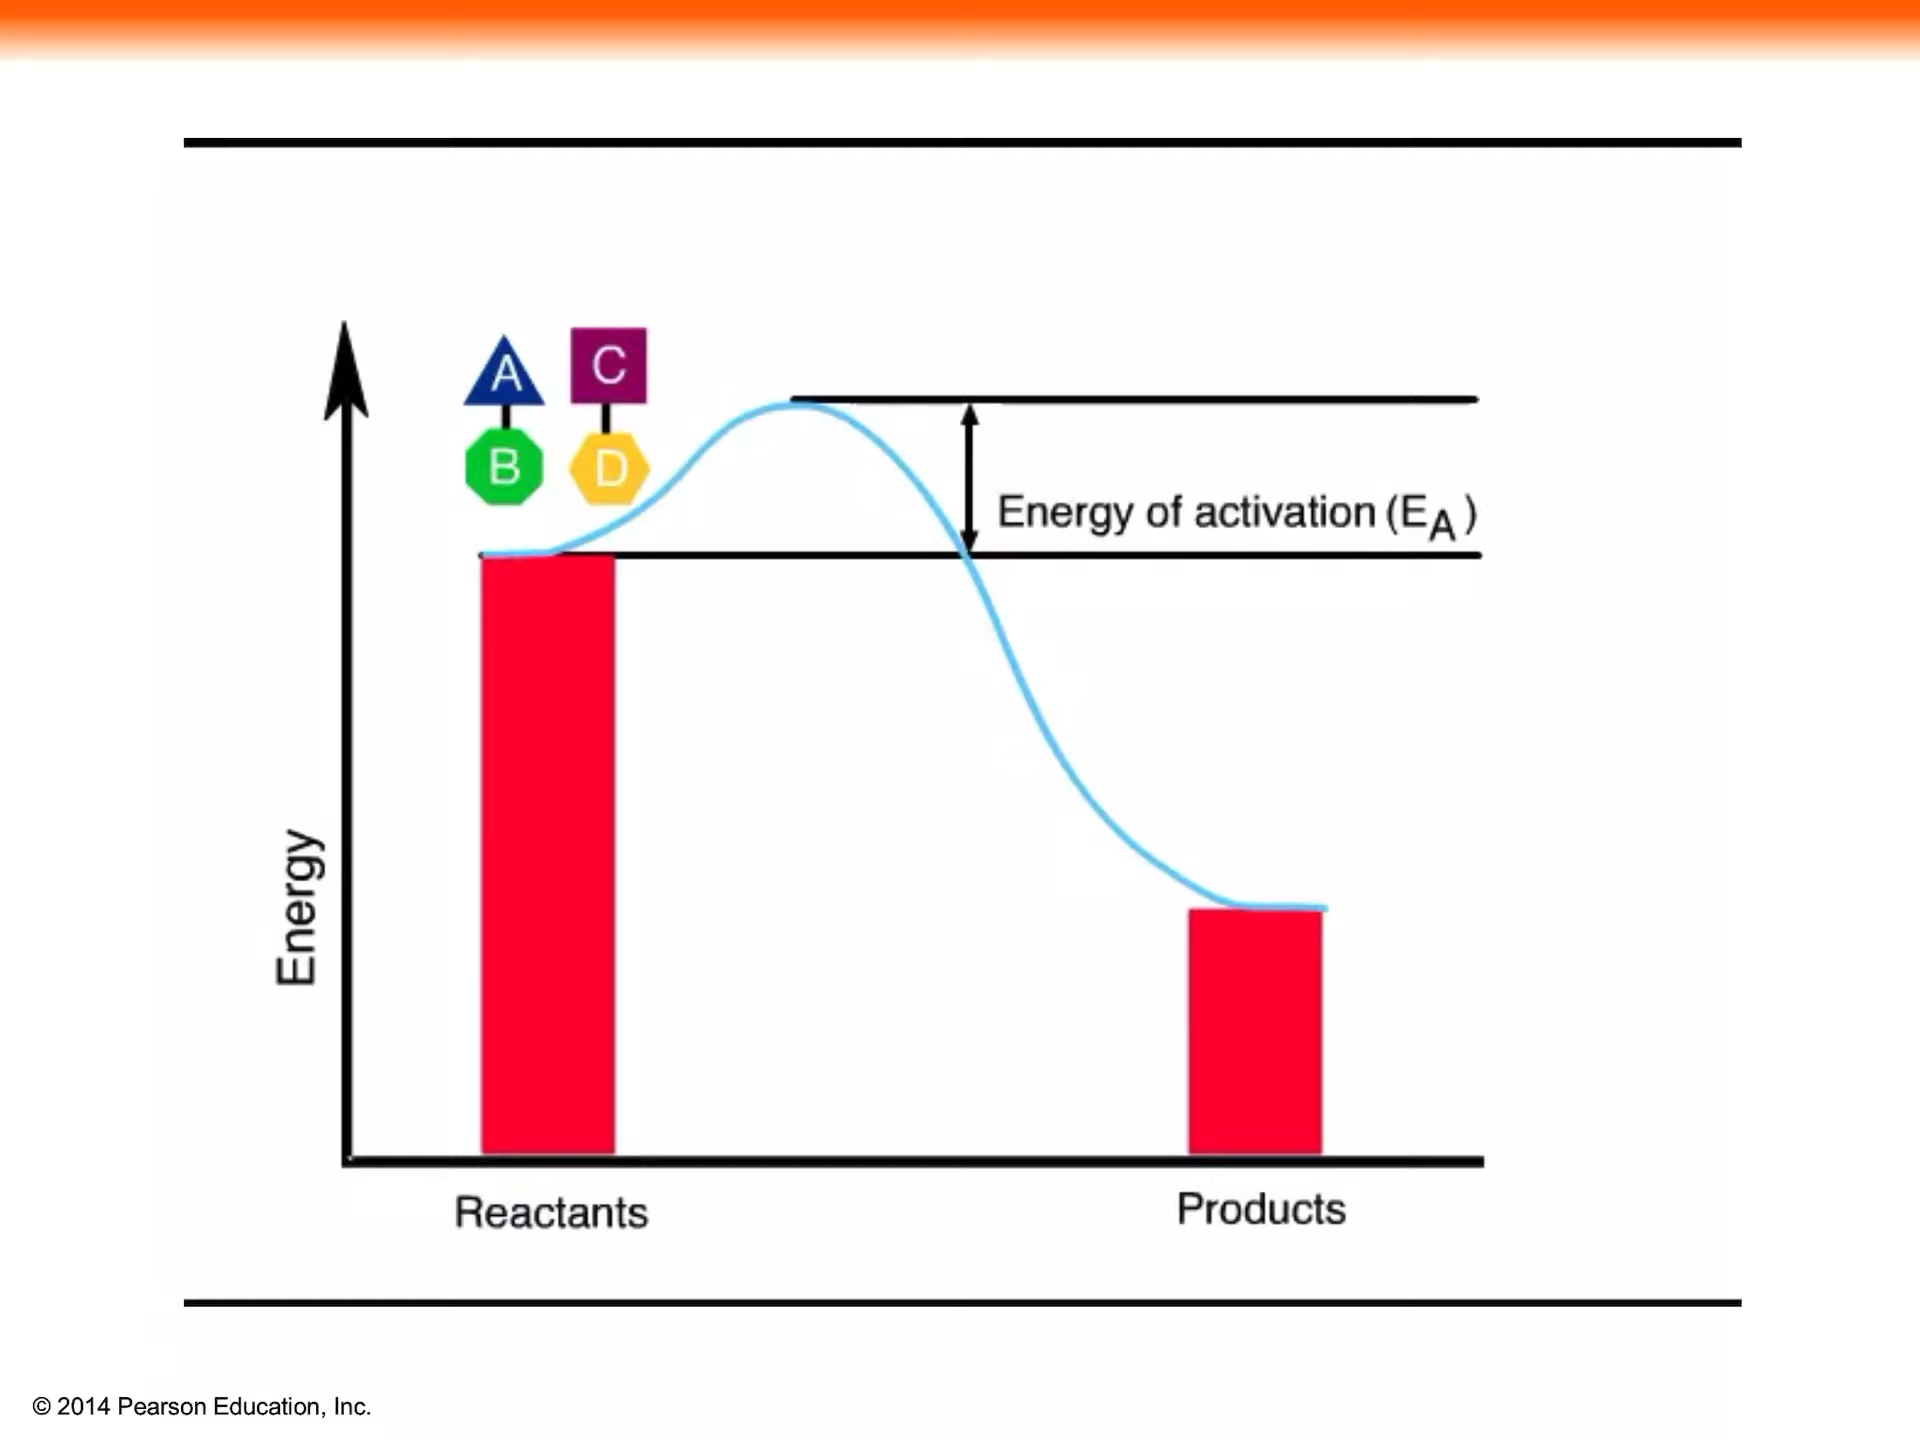 A
C
B
D
Energy of activation (EA)
Energy
Reactants
Products
© 2014 Pearson Education, Inc.